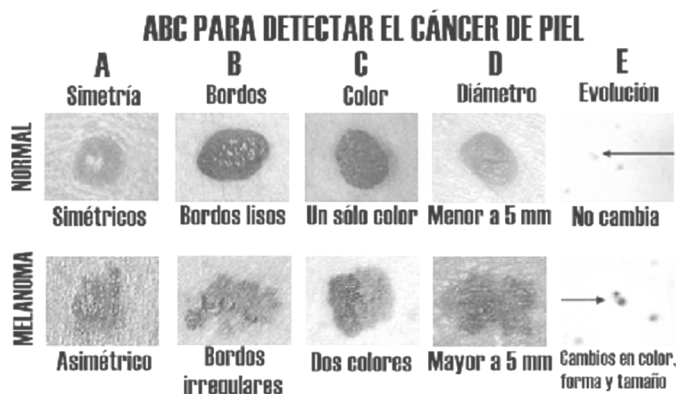 ABC PARA DETECTAR EL CÁNCER DE PIEL
A B C D E
Simetría Bordos Color Diámetro Evolución
NORMAL
Simétricos Bordos lisos Un sólo color Menor a 5 mm No cambia
MELANOMA
Asimétrico Bordos irregulares Dos colores Mayor a 5 mm Cambios en color,
forma y tamaño